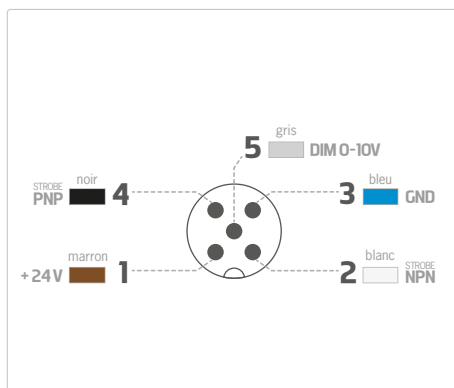 gris
5 DIM 0-10V
noir
STROBE
PNP 4
bleu
3 GND
marron
+24V 1
blanc
2 STROBE
NPN